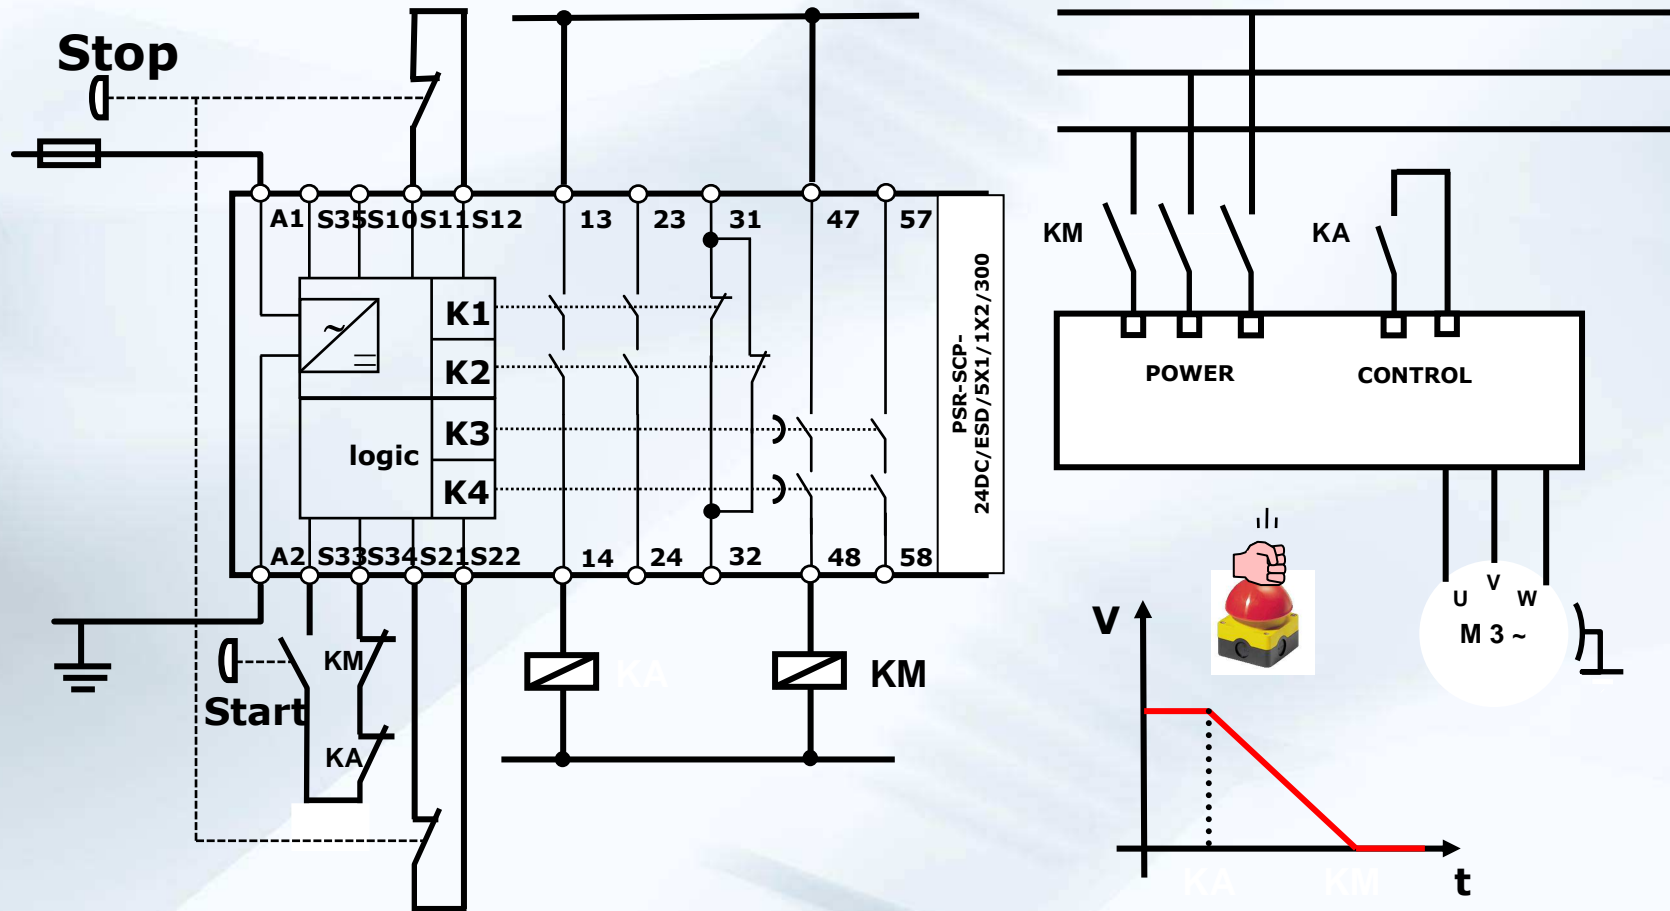 Stop
A1 S35 S10 S11 S12 13 23 31 47 57
K1
K2
K3
logic
K4
~
A2 S33 S34 S21 S22 14 24 32 48 58
PSR-SCP-
24DC/ESD/5X1/1X2/300
KM
KA
Start
KA
KM
KM
KA
POWER
CONTROL
U
V
W
M 3 ~
V
KA
KM
t